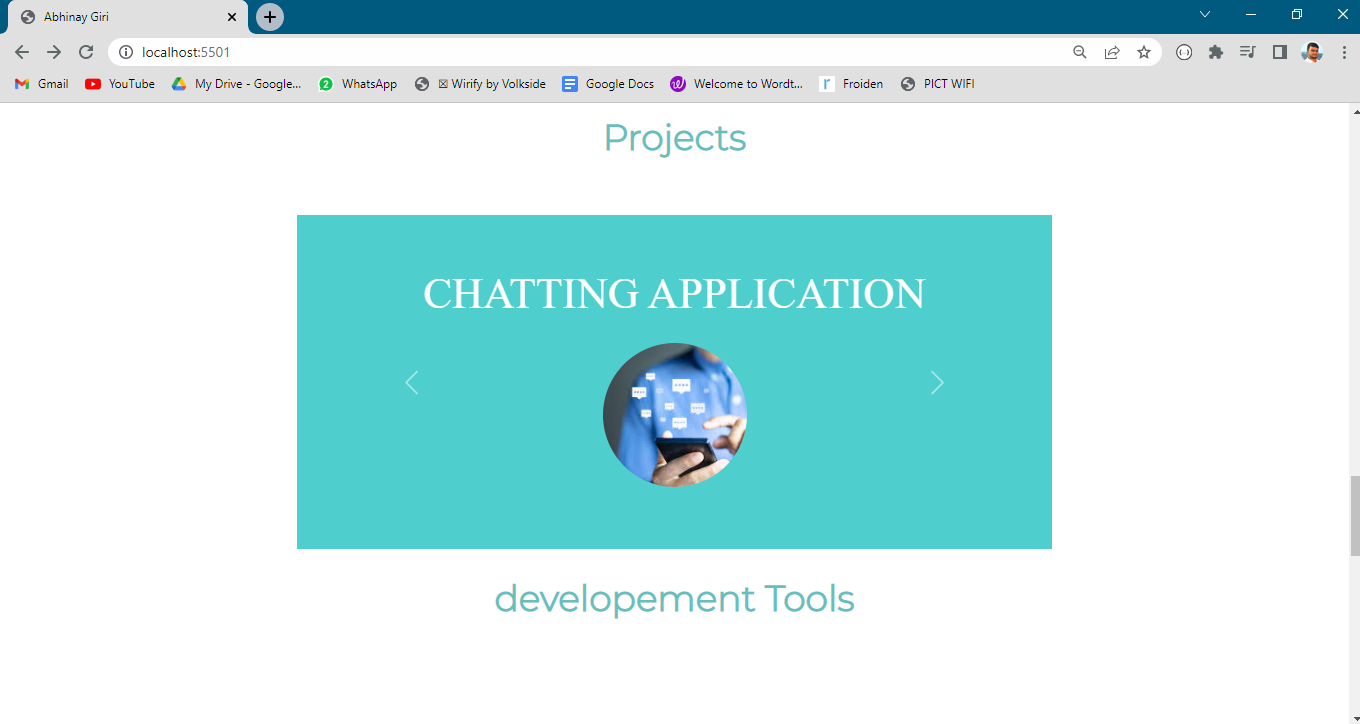 Abhinay Giri
localhost:5501
Gmail YouTube My Drive - Google... WhatsApp Wirify by Volkside Google Docs Welcome to Wordt... Froiden PICT WIFI
Projects
CHATTING APPLICATION
developement Tools